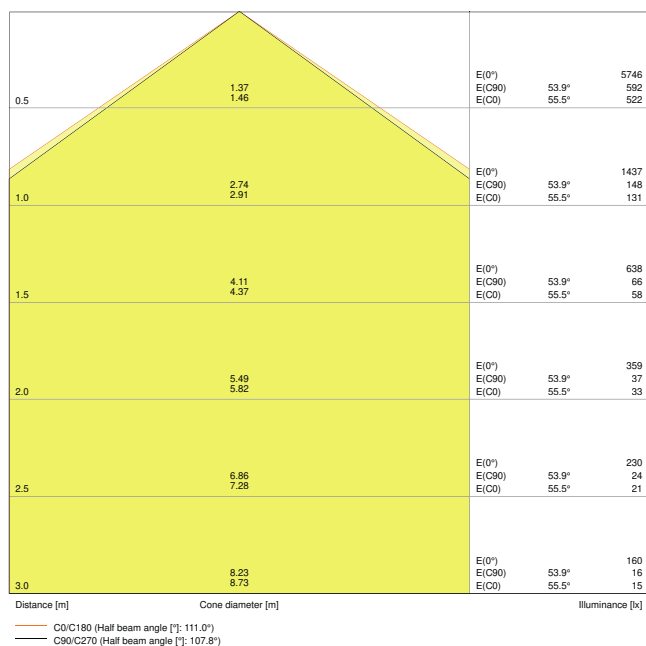 E(0°) 5746
1.37 E(C90) 53.9° 592
0.5 1.46 E(C0) 55.5° 522
E(0°) 1437
2.74 E(C90) 53.9° 148
1.0 2.91 E(C0) 55.5° 131
E(0°) 638
4.11 E(C90) 53.9° 66
1.5 4.37 E(C0) 55.5° 58
E(0°) 359
5.49 E(C90) 53.9° 37
2.0 5.82 E(C0) 55.5° 33
E(0°) 230
6.86 E(C90) 53.9° 24
2.5 7.28 E(C0) 55.5° 21
E(0°) 160
8.23 E(C90) 53.9° 16
3.0 8.73 E(C0) 55.5° 15
Distance [m] Cone diameter [m] Illuminance [lx]
C0/C180 (Half beam angle [°]: 111.0°)
C90/C270 (Half beam angle [°]: 107.8°)